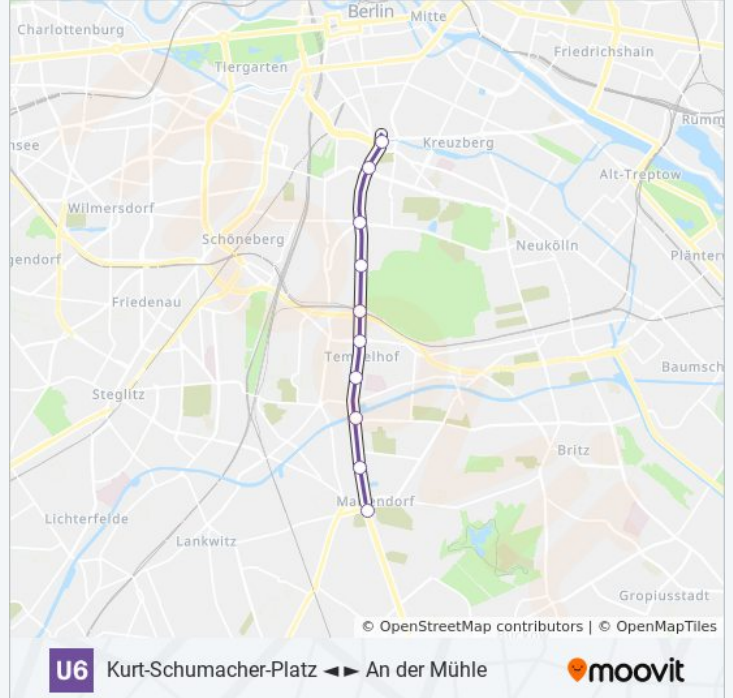 Berlin
Mitte
Charlottenburg
Friedrichshain
Tiergarten
Rumm
Kreuzberg
nsee
Alt-Treptow
Wilmersdorf
Schöneberg
Neukölln
gendorf
Plänterw
Friedenau
Tempelhof
Baumsch
Steglitz
Britz
Mariendorf
Lichterfelde
Lankwitz
Gropiusstadt
© OpenStreetMap contributors | © OpenMapTiles
U6 Kurt-Schumacher-Platz ◄ ► An der Mühle
moovit